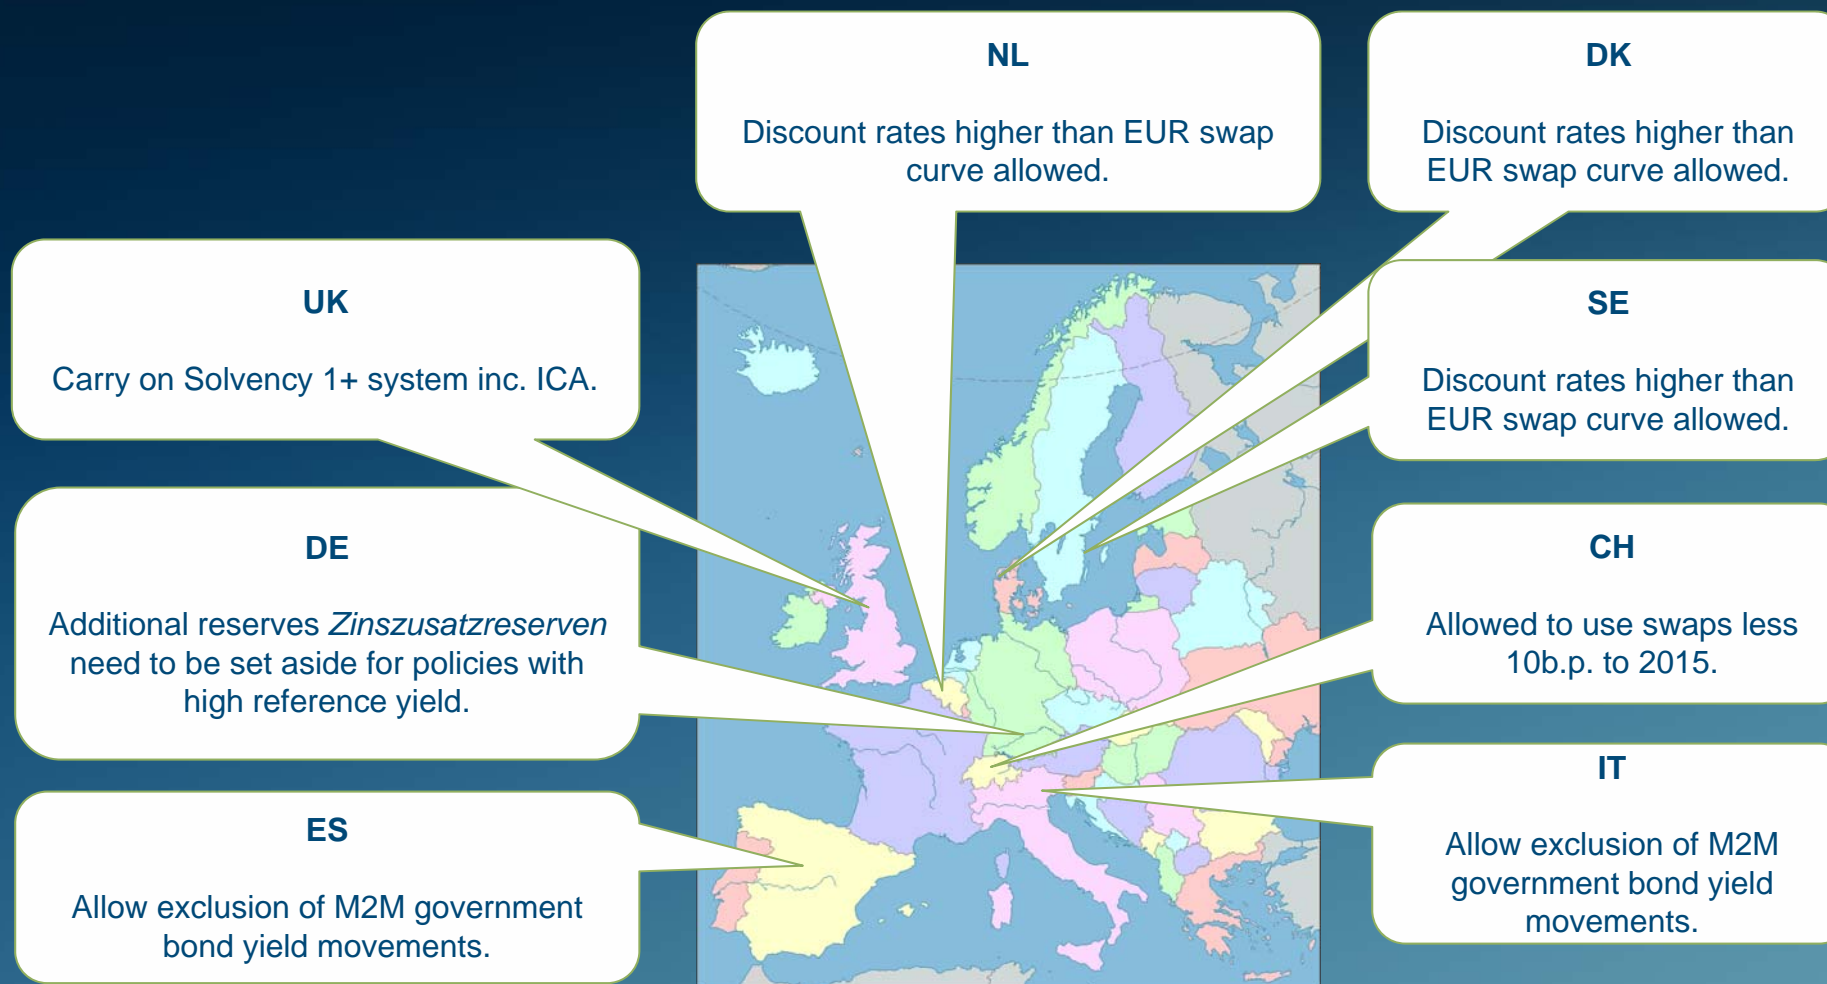 NL
Discount rates higher than EUR swap
curve allowed.
DK
Discount rates higher than
EUR swap curve allowed.
UK
Carry on Solvency 1+ system inc. ICA.
SE
Discount rates higher than
EUR swap curve allowed.
DE
Additional reserves Zinszusatzreserven
need to be set aside for policies with
high reference yield.
CH
Allowed to use swaps less
10b.p. to 2015.
ES
Allow exclusion of M2M government
bond yield movements.
IT
Allow exclusion of M2M
government bond yield
movements.